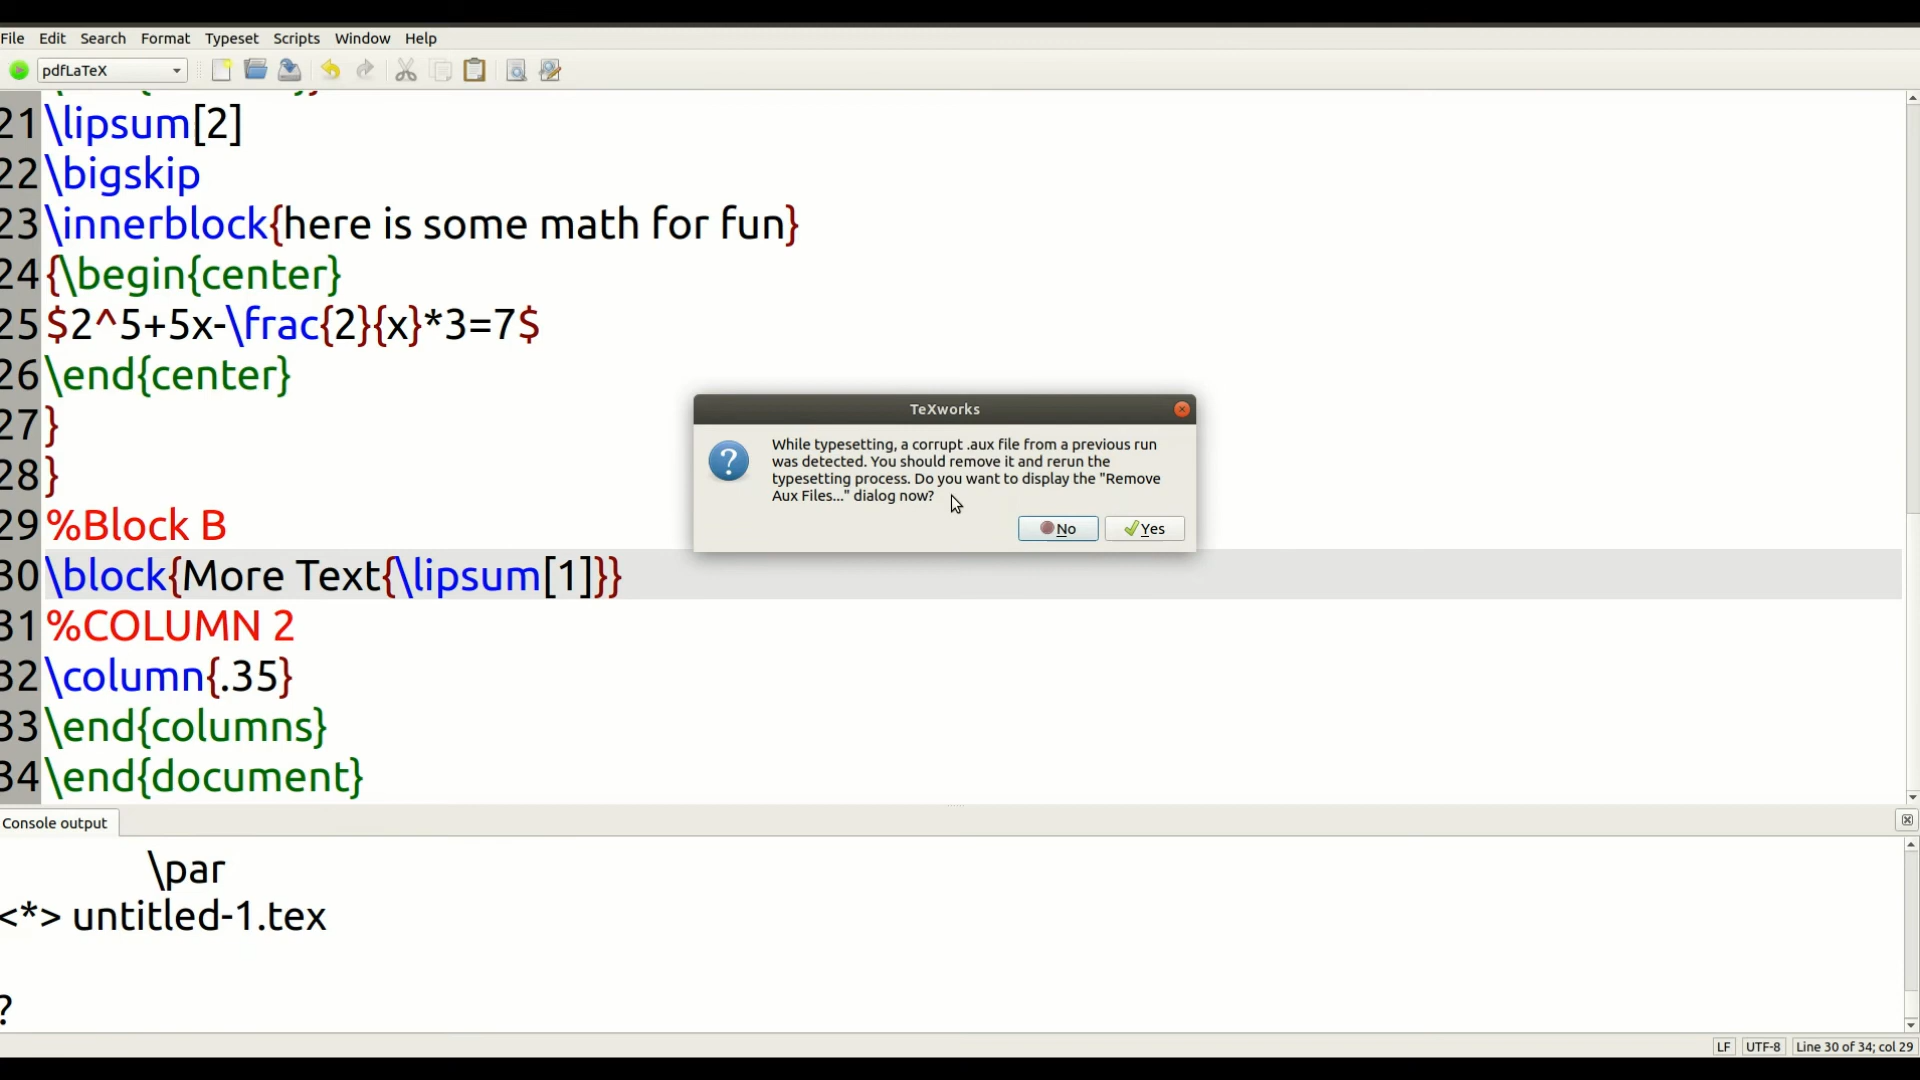 File Edit Search Format Typeset Scripts Window Help
pdfLaTeX
21 \lipsum[2]
22 \bigskip
23 \innerblock{here is some math for fun}
24 {\begin{center}
25 $2^5+5x-\frac{2}{x}*3=7$
26 \end{center}
27 }
28 }
29 %Block B
30 \block{More Text{\lipsum[1]}}
31 %COLUMN 2
32 \column{.35}
33 \end{columns}
34 \end{document}
TeXworks
While typesetting, a corrupt .aux file from a previous run
was detected. You should remove it and rerun the
typesetting process. Do you want to display the "Remove
Aux Files..." dialog now?
No Yes
Console output
\par
<*> untitled-1.tex
?
LF UTF-8 Line 30 of 34; col 29